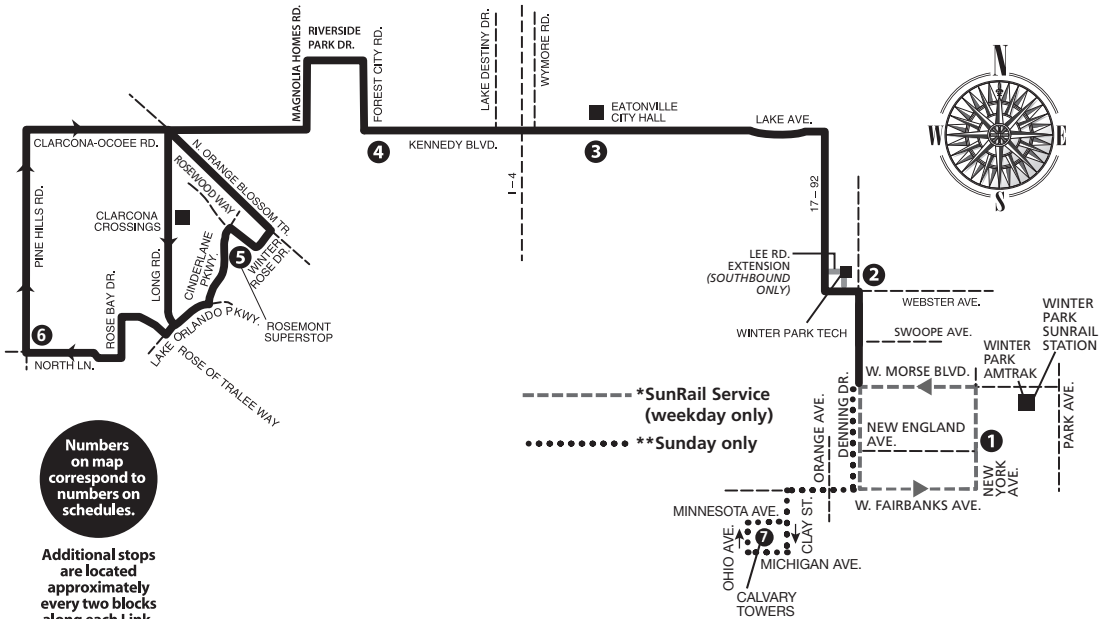 MAGNOLIA HOMES RD.
RIVERSIDE
PARK DR.
FOREST CITY RD.
LAKE DESTINY DR.
WYMORE RD.
I – 4
EATONVILLE
CITY HALL
LAKE AVE.
N
W
E
S
CLARCONA-OCOEE RD.
KENNEDY BLVD.
4
3
N. ORANGE BLOSSOM TR.
ROSEWOOD WAY
PINE HILLS RD.
CLARCONA
CROSSINGS
LONG RD.
CINDERLANE
PKWY.
5
WINTER
ROSE DR.
17 – 92
LEE RD.
EXTENSION
(SOUTHBOUND
ONLY)
2
WEBSTER AVE.
WINTER PARK TECH
ROSE BAY DR.
LAKE ORLANDO PKWY.
ROSEMONT
SUPERSTOP
6
NORTH LN.
ROSE OF TRALEE WAY
SWOOPE AVE.
WINTER
PARK
SUNRAIL
STATION
WINTER
PARK
AMTRAK
W. MORSE BLVD.
PARK AVE.
*SunRail Service
(weekday only)
**Sunday only
ORANGE AVE.
DENNING DR.
NEW ENGLAND
AVE.
1
NEW
YORK
AVE.
W. FAIRBANKS AVE.
MINNESOTA AVE.
CLAY ST.
OHIO AVE.
7
MICHIGAN AVE.
CALVARY
TOWERS
Numbers
on map
correspond to
numbers on
schedules.
Additional stops
are located
approximately
every two blocks
along each Link.